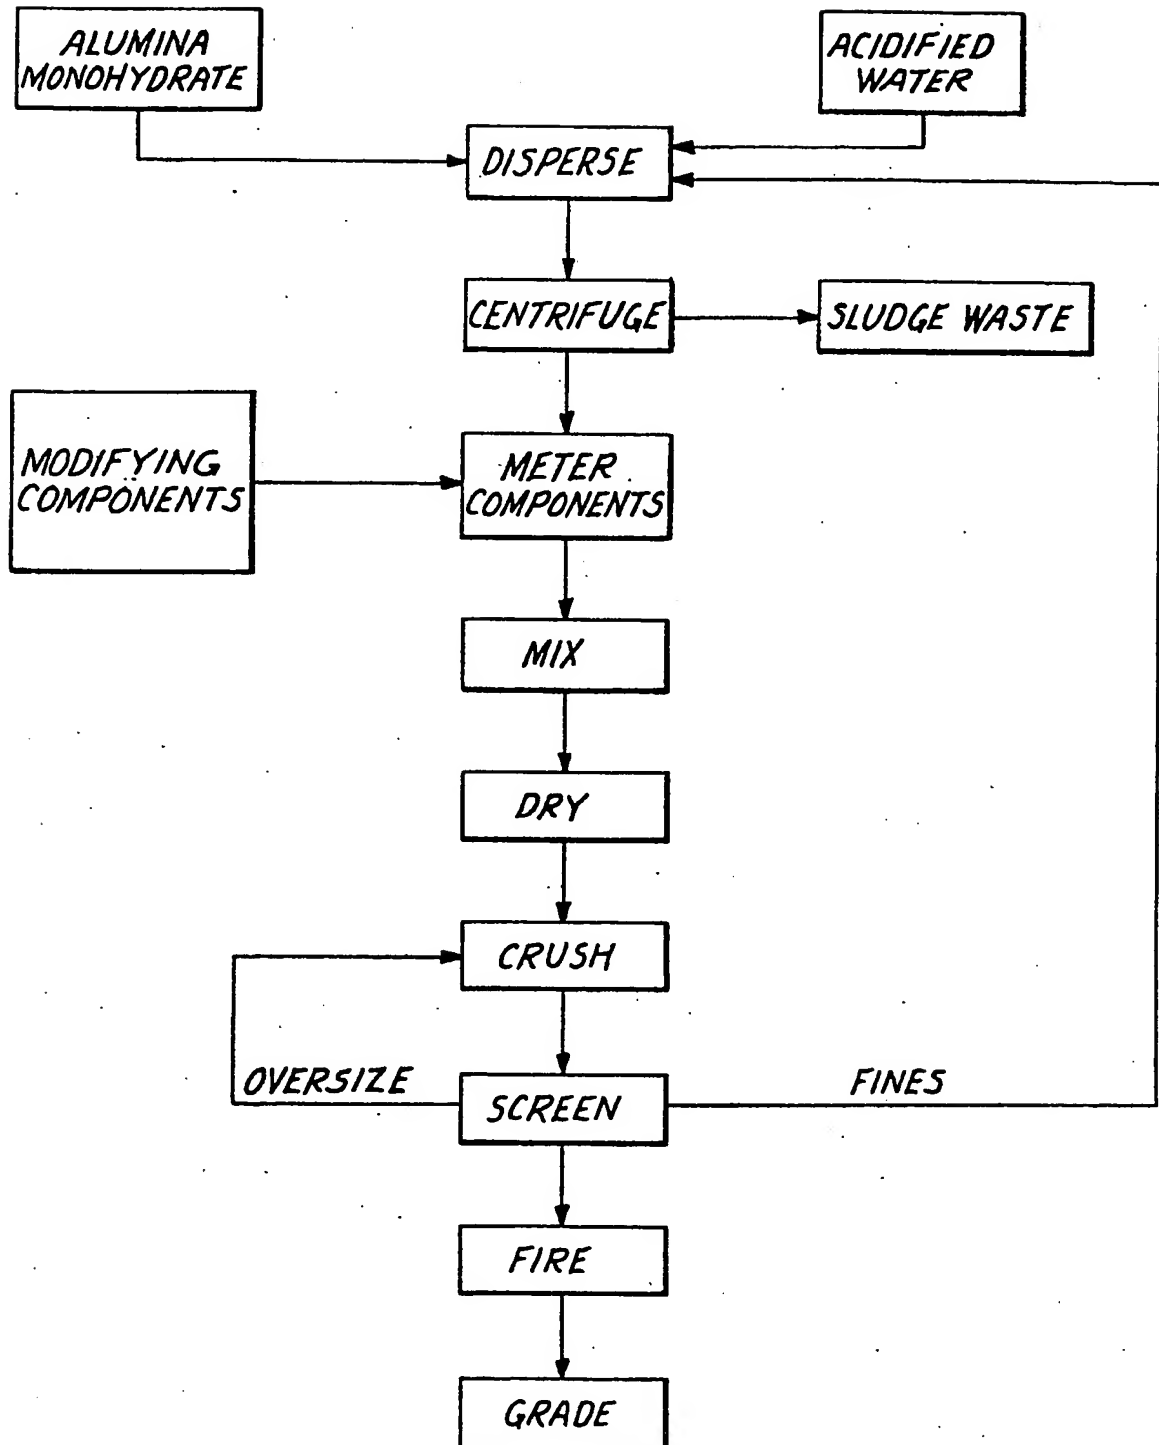 ALUMINA
MONOHYDRATE
ACIDIFIED
WATER
DISPERSE
CENTRIFUGE
SLUDGE WASTE
MODIFYING
COMPONENTS
METER
COMPONENTS
MIX
DRY
CRUSH
OVERSIZE
SCREEN
FINES
FIRE
GRADE